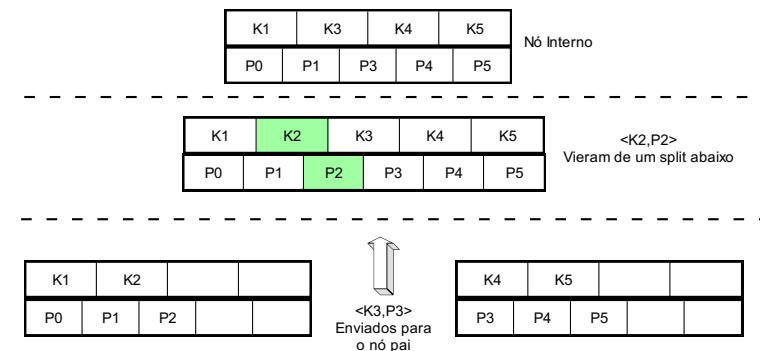 K1 K3 K4 K5
Nó Interno
P0 P1 P3 P4 P5
K1 K2 K3 K4 K5
<K2,P2>
Vieram de um split abaixo
P0 P1 P2 P3 P4 P5
K1 K2
P0 P1 P2
<K3,P3>
Enviados para
o nó pai
K4 K5
P3 P4 P5